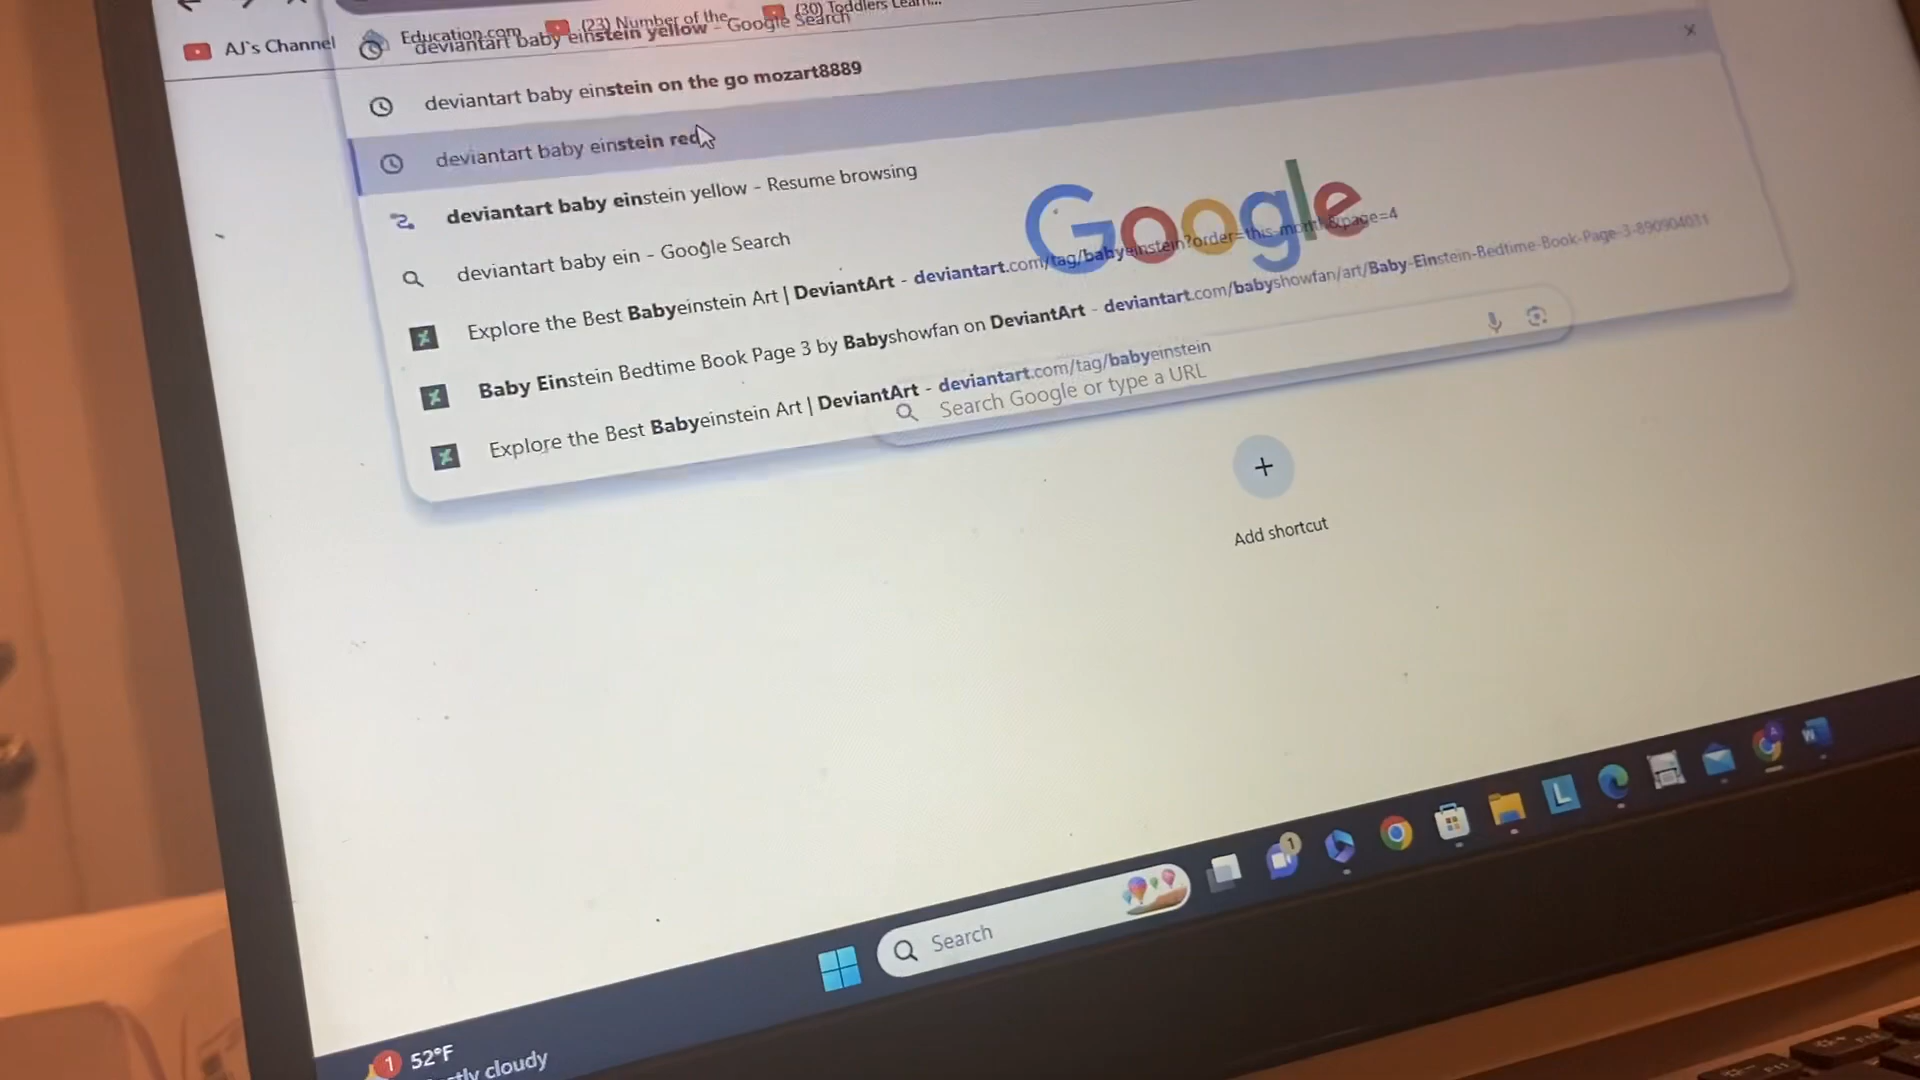 AJ's Channel
Education.com
(23) Number of the
(30) Toddlers Learn...
deviantart baby einstein yellow - Google Search
deviantart baby einstein on the go mozart8889
deviantart baby einstein red
deviantart baby einstein yellow - Resume browsing
deviantart baby ein - Google Search
Explore the Best Babyeinstein Art | DeviantArt - deviantart.com/tag/babyeinstein?order=this-month&page=4
Baby Einstein Bedtime Book Page 3 by Babyshowfan on DeviantArt - deviantart.com/babyshowfan/art/Baby-Einstein-Bedtime-Book-Page-3-890904031
Explore the Best Babyeinstein Art | DeviantArt - deviantart.com/tag/babyeinstein
Google
Search Google or type a URL
Add shortcut
Search
1
L
A
W
1
52°F
cloudy